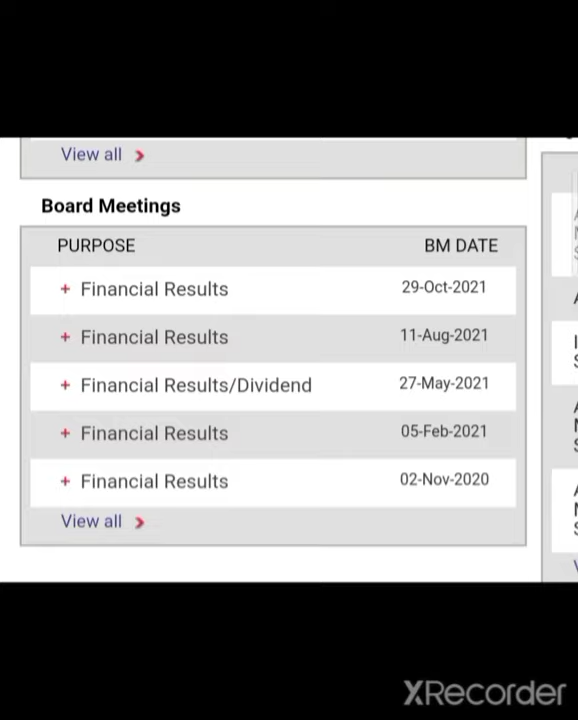 View all
Board Meetings
PURPOSE BM DATE
+ Financial Results 29-Oct-2021
+ Financial Results 11-Aug-2021
+ Financial Results/Dividend 27-May-2021
+ Financial Results 05-Feb-2021
+ Financial Results 02-Nov-2020
View all
XRecorder